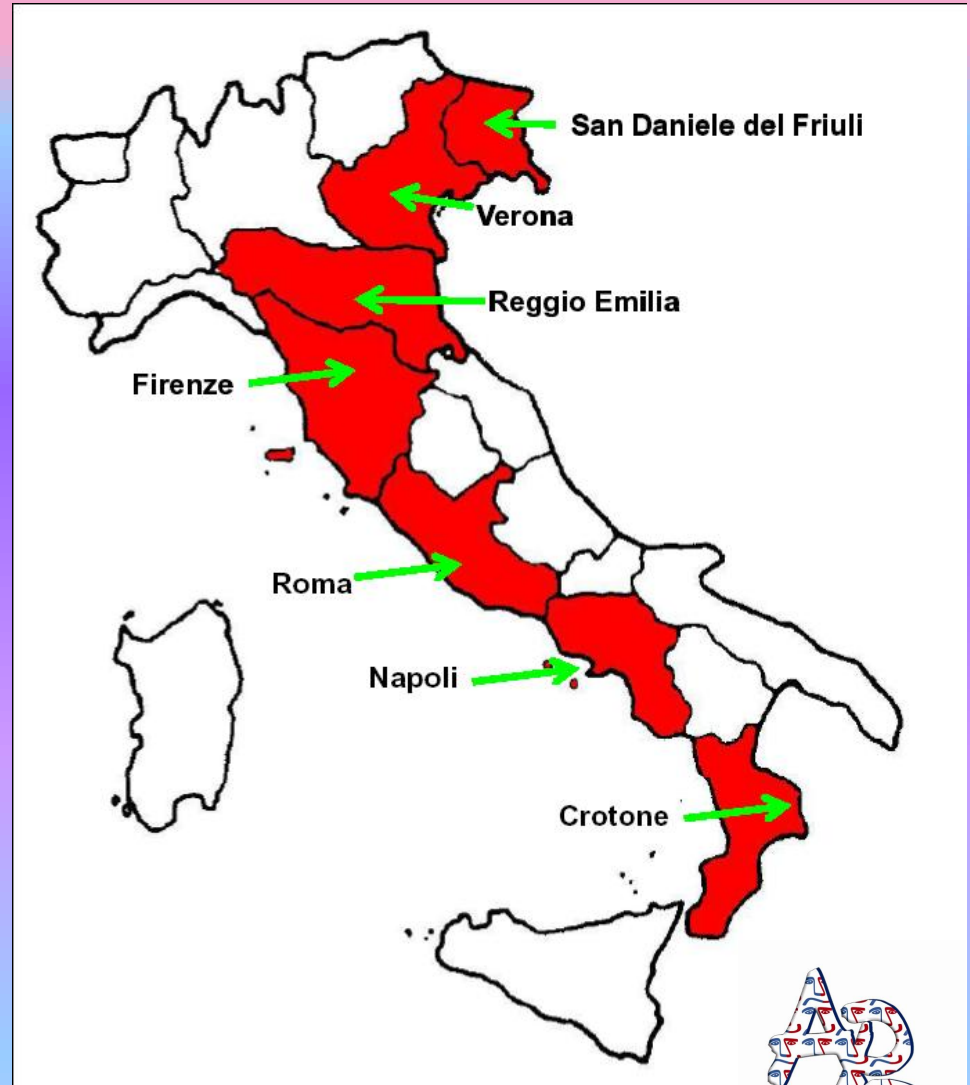 San Daniele del Friuli
Verona
Reggio Emilia
Firenze
Roma
Napoli
Crotone